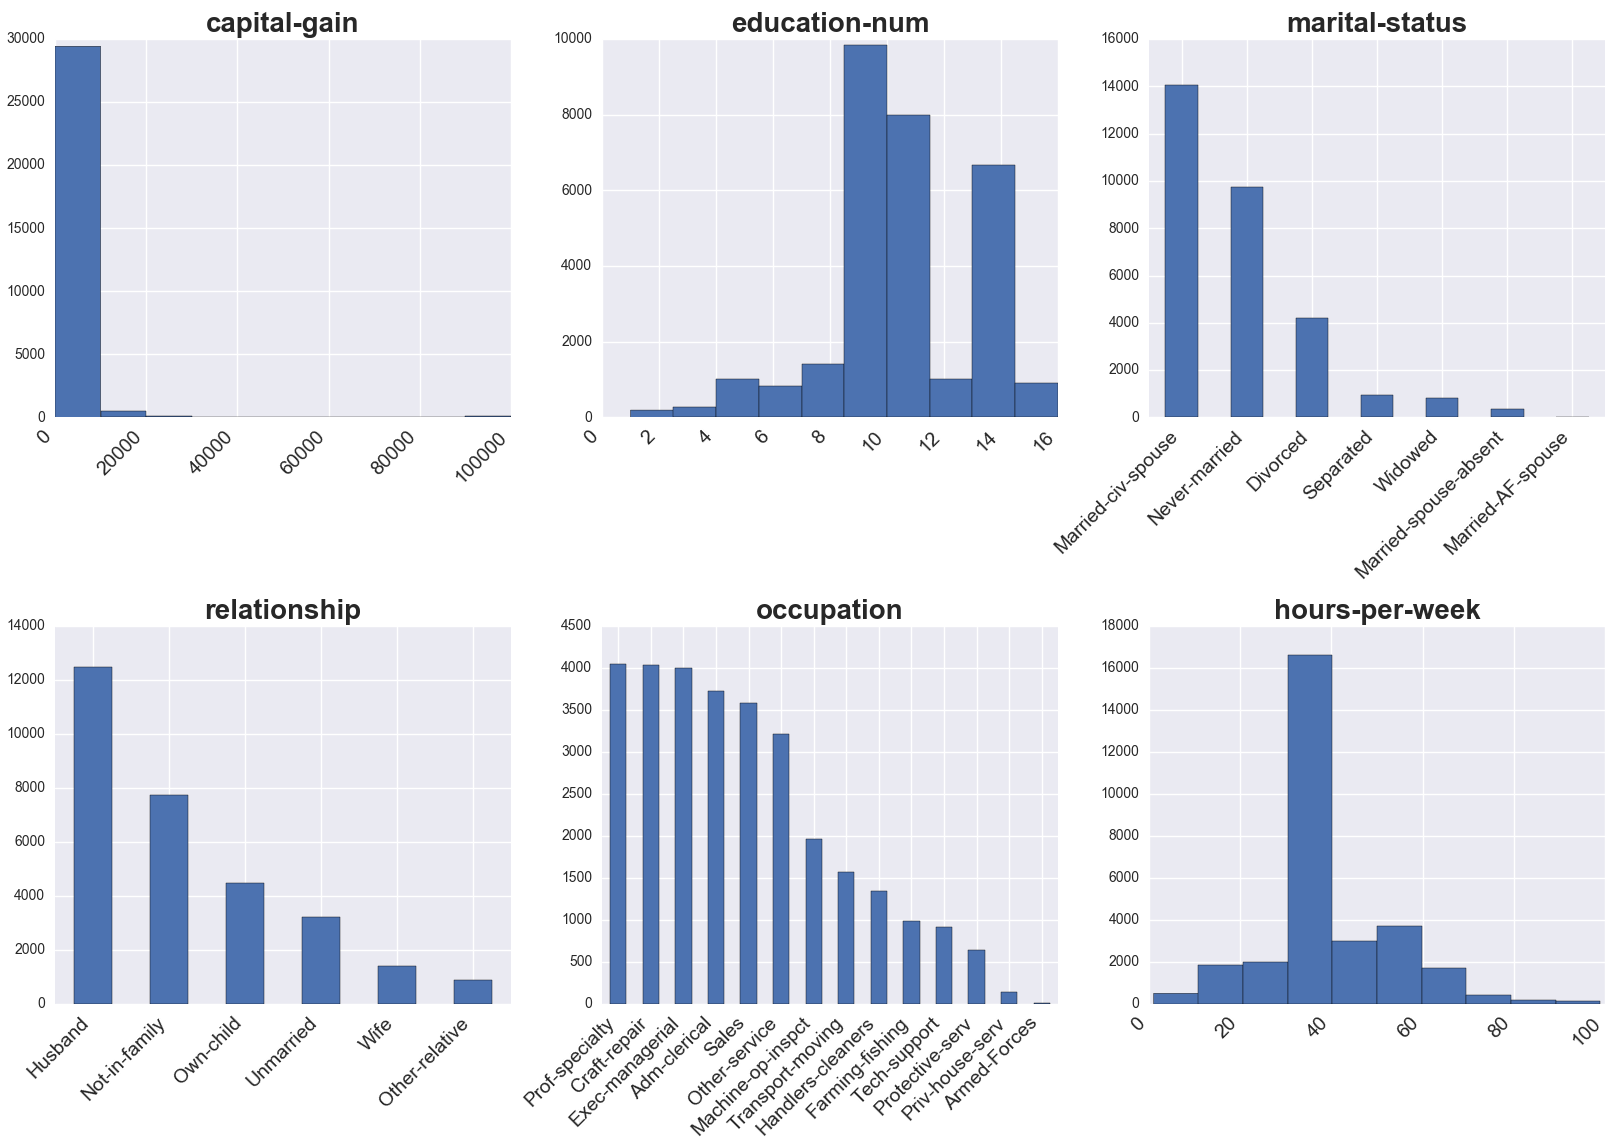 capital-gain
30000
25000
20000
15000
10000
5000
0
0
20000
40000
60000
80000
100000
education-num
10000
8000
6000
4000
2000
0
0
2
4
6
8
10
12
14
16
marital-status
16000
14000
12000
10000
8000
6000
4000
2000
0
Married-civ-spouse
Never-married
Divorced
Separated
Widowed
Married-spouse-absent
Married-AF-spouse
relationship
14000
12000
10000
8000
6000
4000
2000
0
Husband
Not-in-family
Own-child
Unmarried
Wife
Other-relative
occupation
4500
4000
3500
3000
2500
2000
1500
1000
500
0
Prof-specialty
Craft-repair
Exec-managerial
Adm-clerical
Sales
Other-service
Machine-op-inspct
Transport-moving
Handlers-cleaners
Farming-fishing
Tech-support
Protective-serv
Priv-house-serv
Armed-Forces
hours-per-week
18000
16000
14000
12000
10000
8000
6000
4000
2000
0
0
20
40
60
80
100